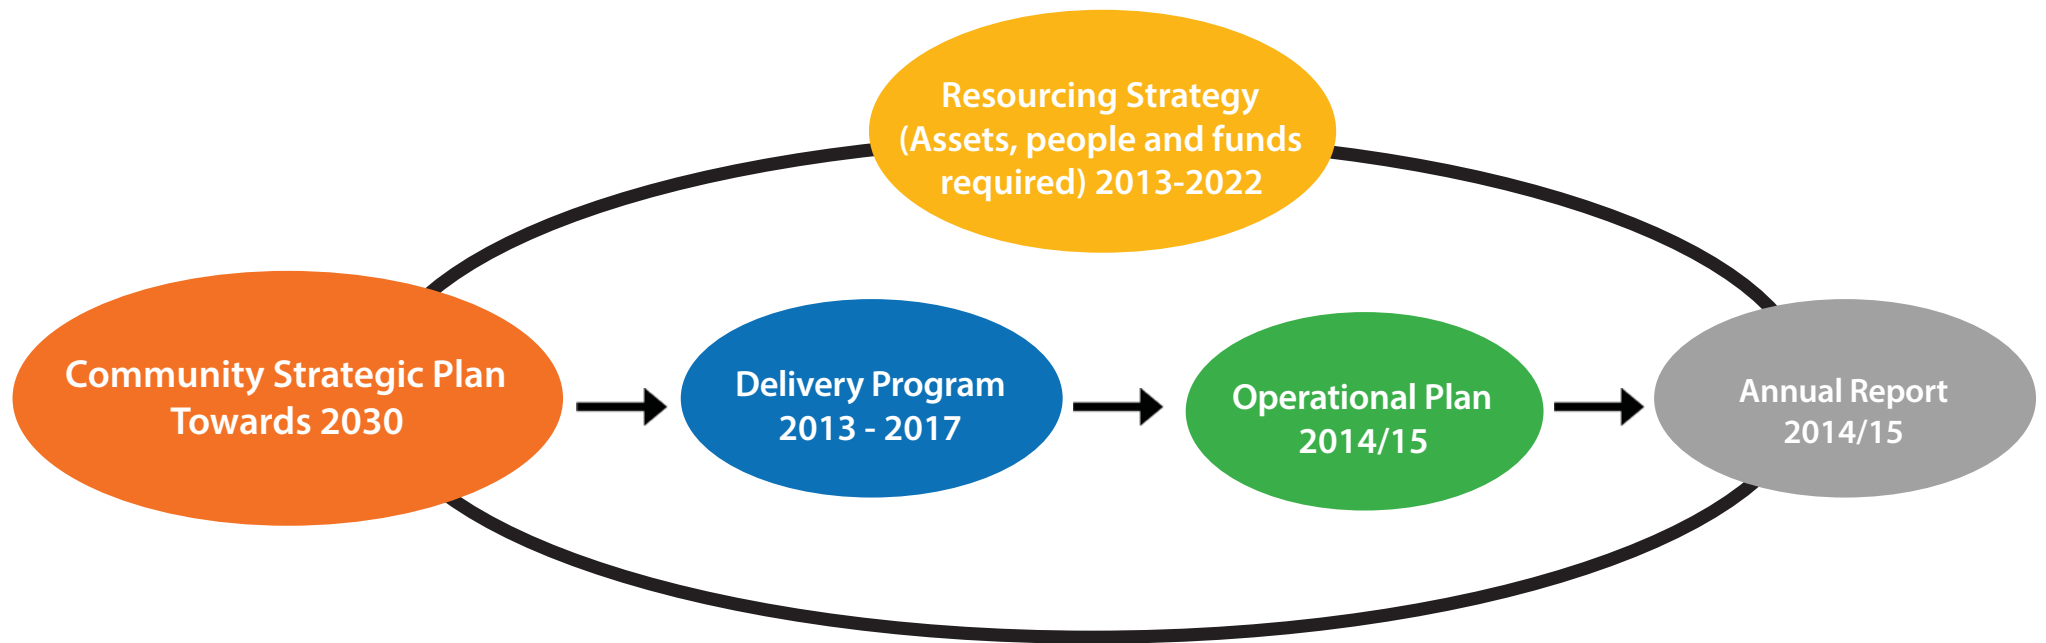 Resourcing Strategy
(Assets, people and funds
required) 2013-2022
Community Strategic Plan
Towards 2030
Delivery Program
2013 - 2017
Operational Plan
2014/15
Annual Report
2014/15